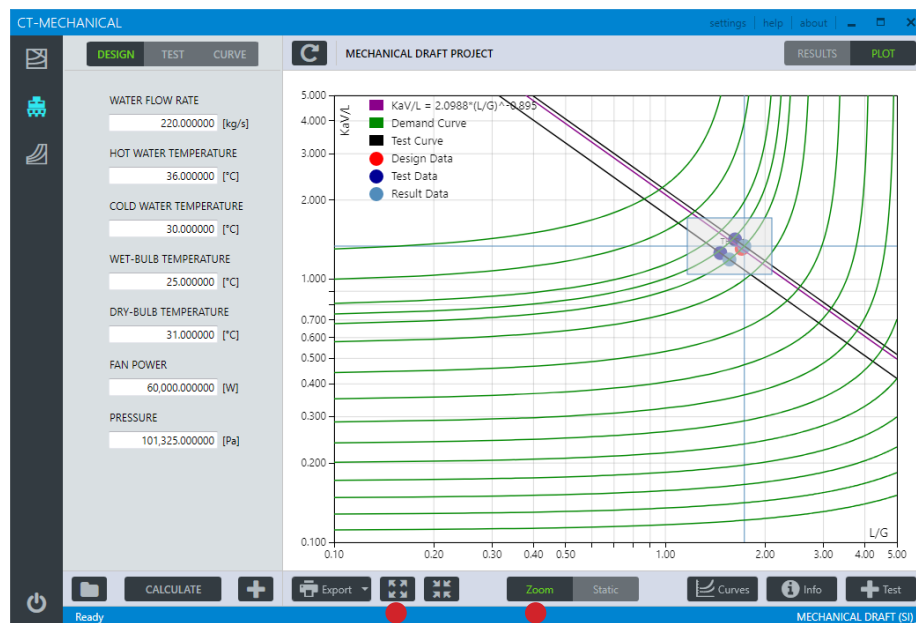 CT-MECHANICAL
settings | help | about
DESIGN TEST CURVE
MECHANICAL DRAFT PROJECT
RESULTS PLOT
WATER FLOW RATE
220.000000 [kg/s]
HOT WATER TEMPERATURE
36.000000 [°C]
COLD WATER TEMPERATURE
30.000000 [°C]
WET-BULB TEMPERATURE
25.000000 [°C]
DRY-BULB TEMPERATURE
31.000000 [°C]
FAN POWER
60,000.000000 [W]
PRESSURE
101,325.000000 [Pa]
5.000
4.000
3.000
2.000
1.000
0.700
0.600
0.500
0.400
0.300
0.200
0.100
KaV/L
KaV/L = 2.0988*(L/G)^-0.895
Demand Curve
Test Curve
Design Data
Test Data
Result Data
L/G
0.10 0.20 0.30 0.40 0.50 1.00 2.00 3.00 4.00 5.00
CALCULATE
Export
Zoom Static
Curves
Info
Test
Ready
MECHANICAL DRAFT (SI)